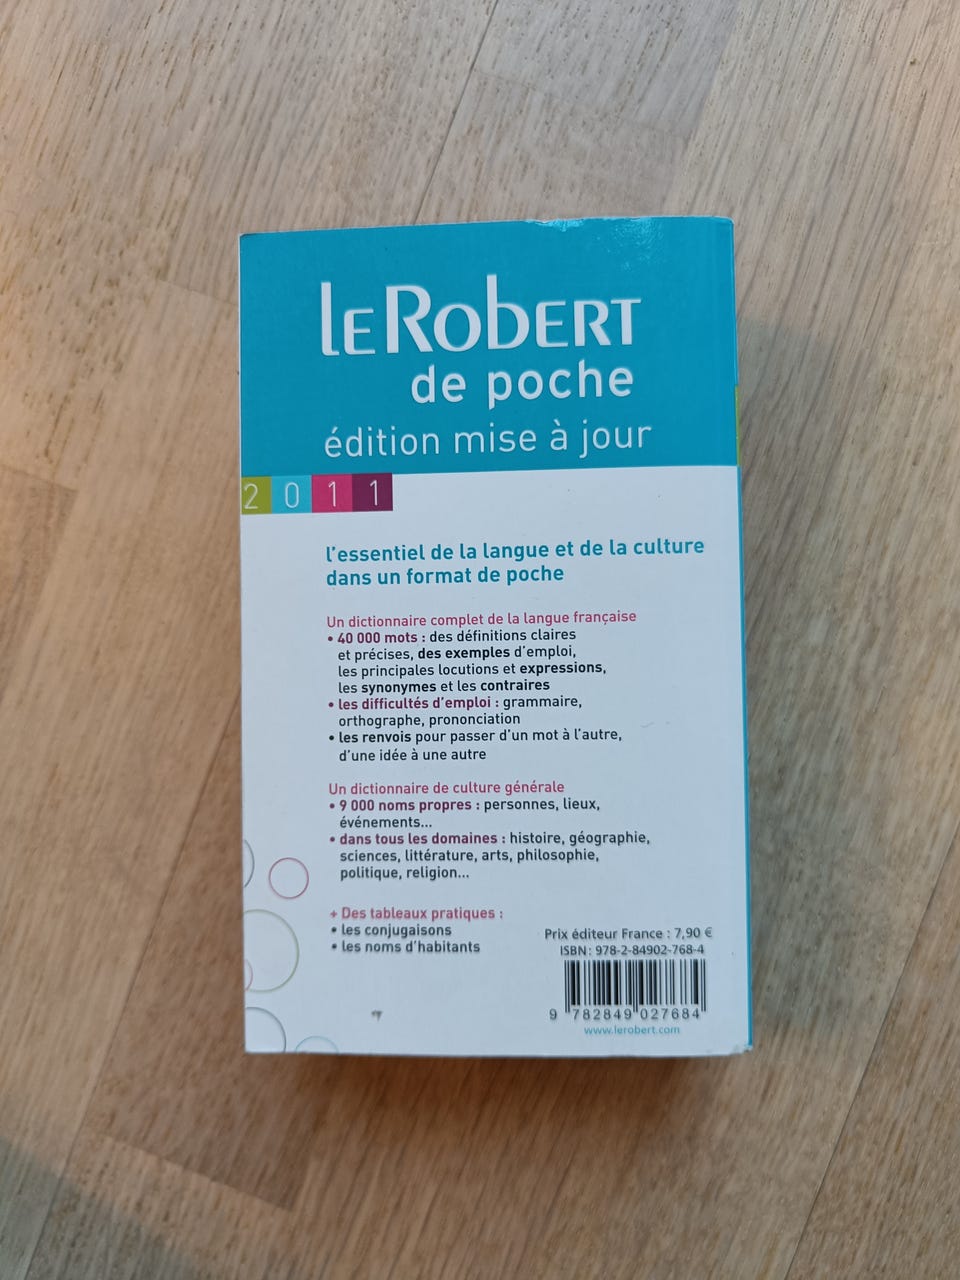 le Robert
de poche
édition mise à jour
2011
l'essentiel de la langue et de la culture
dans un format de poche
Un dictionnaire complet de la langue française
• 40 000 mots : des définitions claires
et précises, des exemples d'emploi,
les principales locutions et expressions,
les synonymes et les contraires
• les difficultés d'emploi : grammaire,
orthographe, prononciation
• les renvois pour passer d'un mot à l'autre,
d'une idée à une autre
Un dictionnaire de culture générale
• 9 000 noms propres : personnes, lieux,
événements...
• dans tous les domaines : histoire, géographie,
sciences, littérature, arts, philosophie,
politique, religion...
+ Des tableaux pratiques :
• les conjugaisons
• les noms d'habitants
Prix éditeur France : 7,90 €
ISBN : 978-2-84902-768-4
9 782849 027684
www.lerobert.com